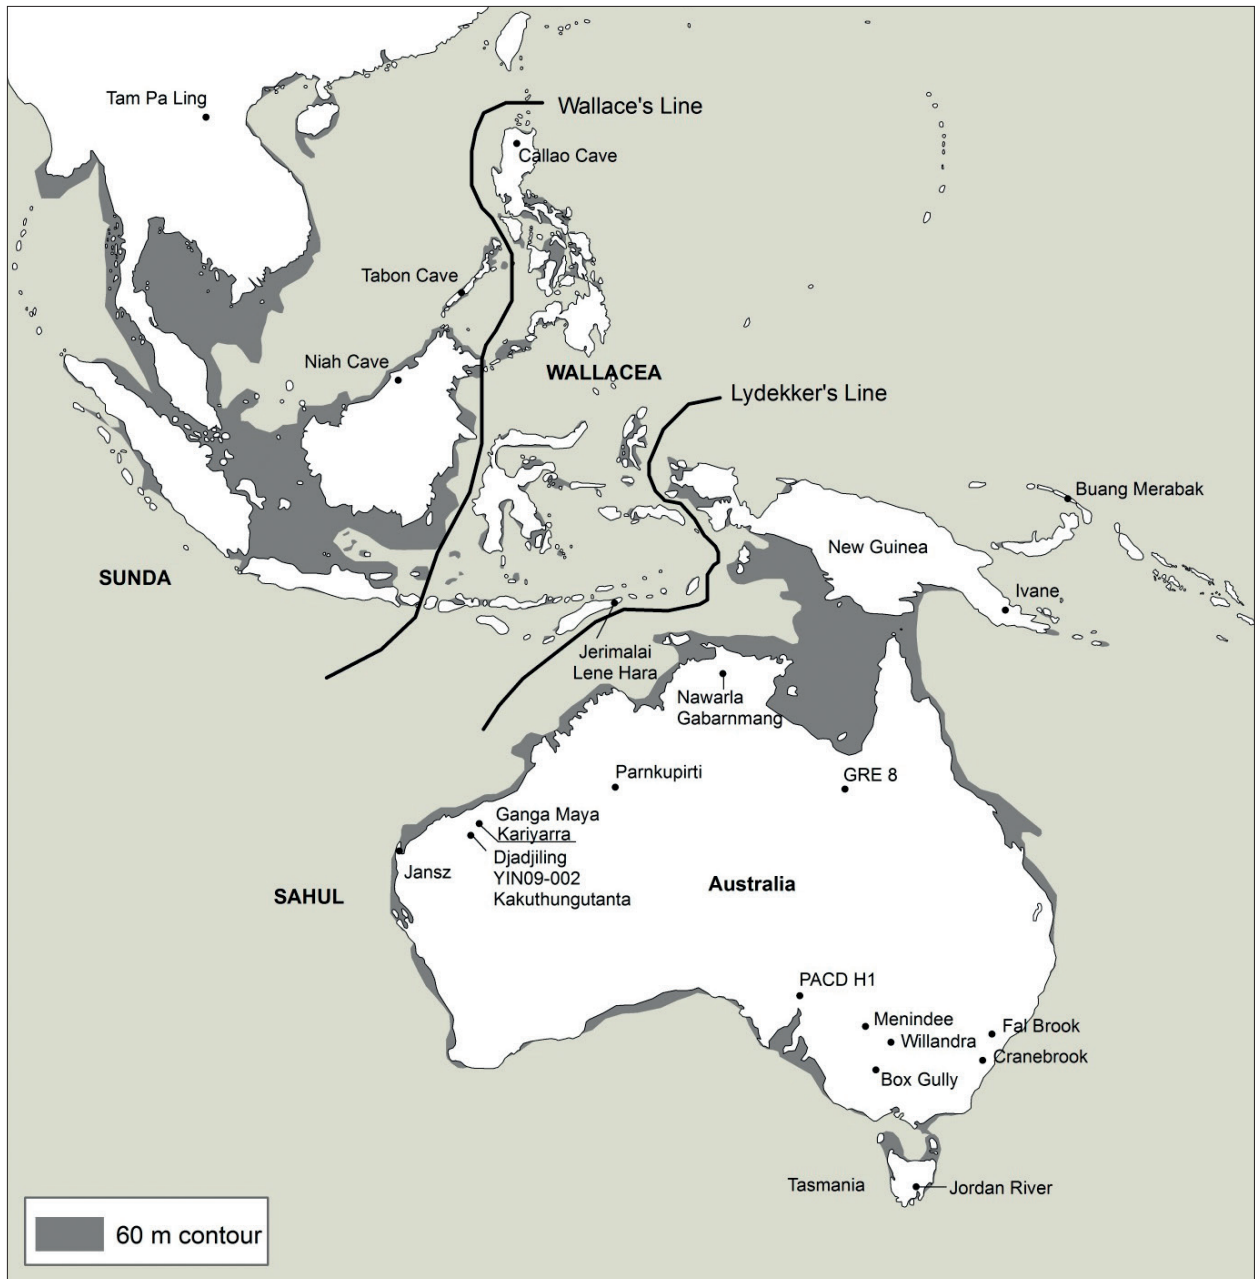 Tam Pa Ling
Wallace's Line
Callao Cave
Tabon Cave
Niah Cave
WALLACEA
Lydekker's Line
Buang Merabak
New Guinea
SUNDA
Ivane
Jerimalai
Lene Hara
Nawarla
Gabarnmang
Parnkupirti
GRE 8
Ganga Maya
Kariyarra
Djadjiling
YIN09-002
Kakuthungutanta
Jansz
SAHUL
Australia
PACD H1
Menindee
Willandra
Fal Brook
Cranebrook
Box Gully
Tasmania
Jordan River
60 m contour